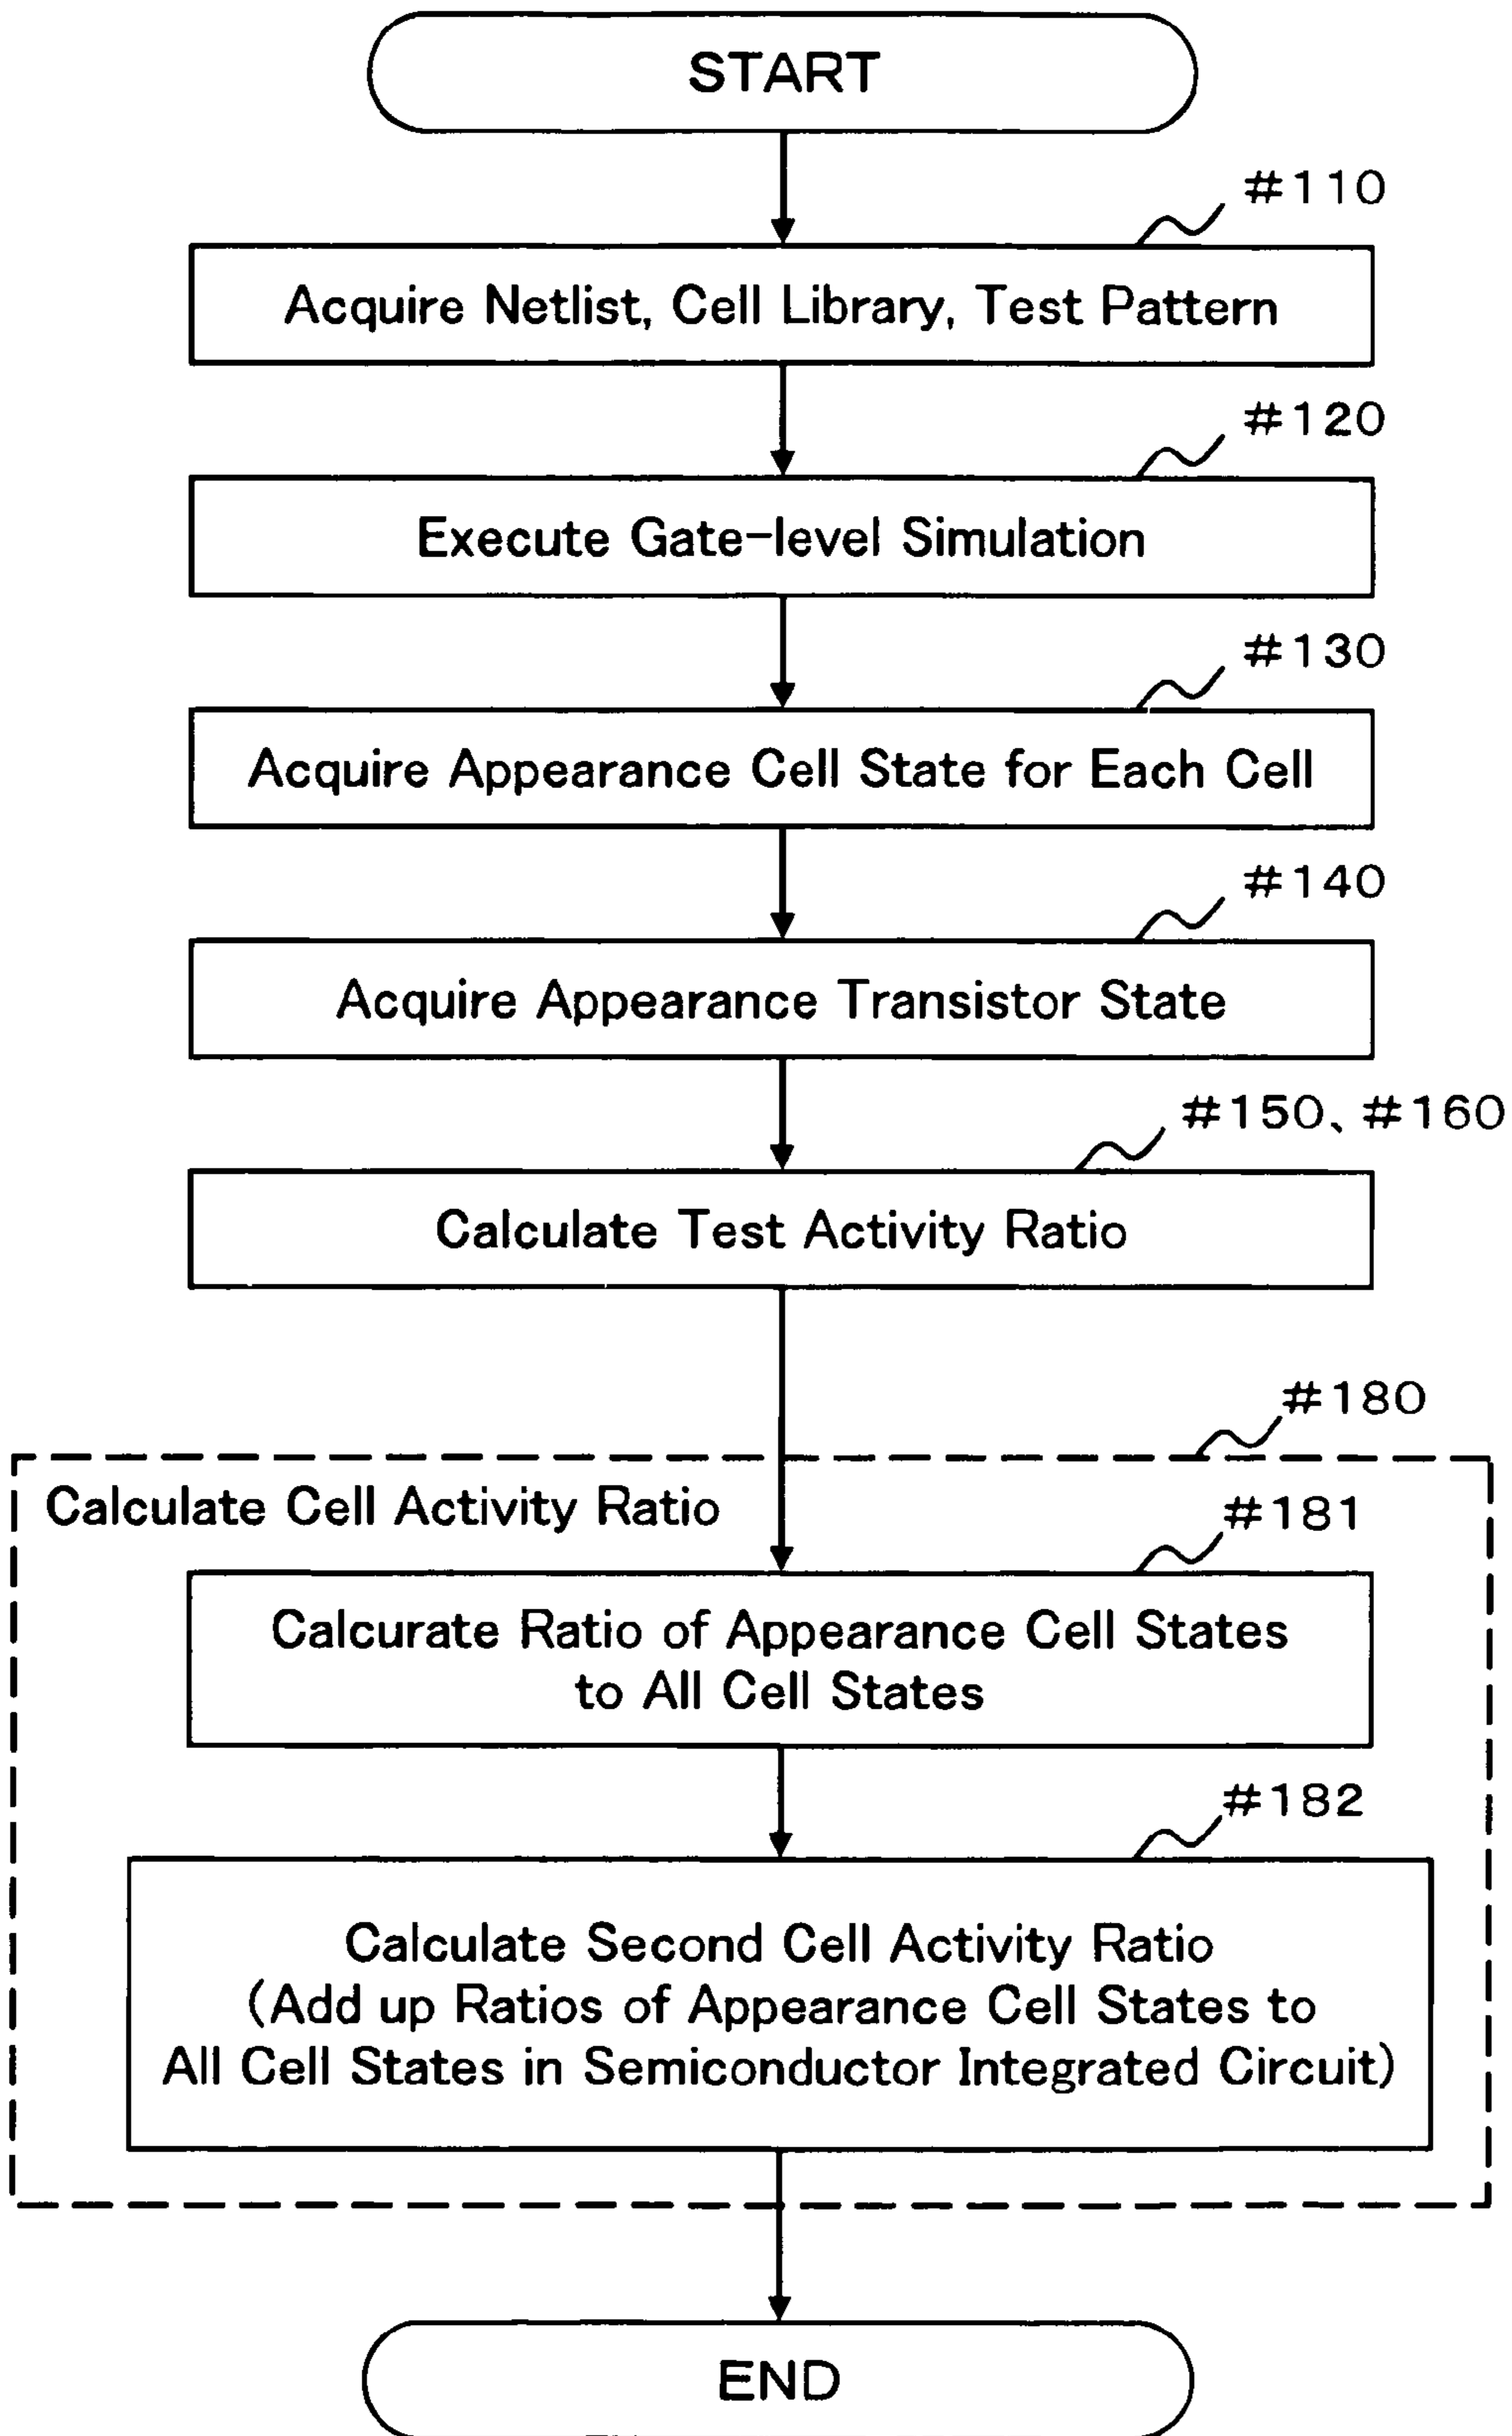 START
#110
Acquire Netlist, Cell Library, Test Pattern
#120
Execute Gate-level Simulation
#130
Acquire Appearance Cell State for Each Cell
#140
Acquire Appearance Transistor State
#150、#160
Calculate Test Activity Ratio
#180
Calculate Cell Activity Ratio
#181
Calcurate Ratio of Appearance Cell States
to All Cell States
#182
Calculate Second Cell Activity Ratio
(Add up Ratios of Appearance Cell States to
All Cell States in Semiconductor Integrated Circuit)
END